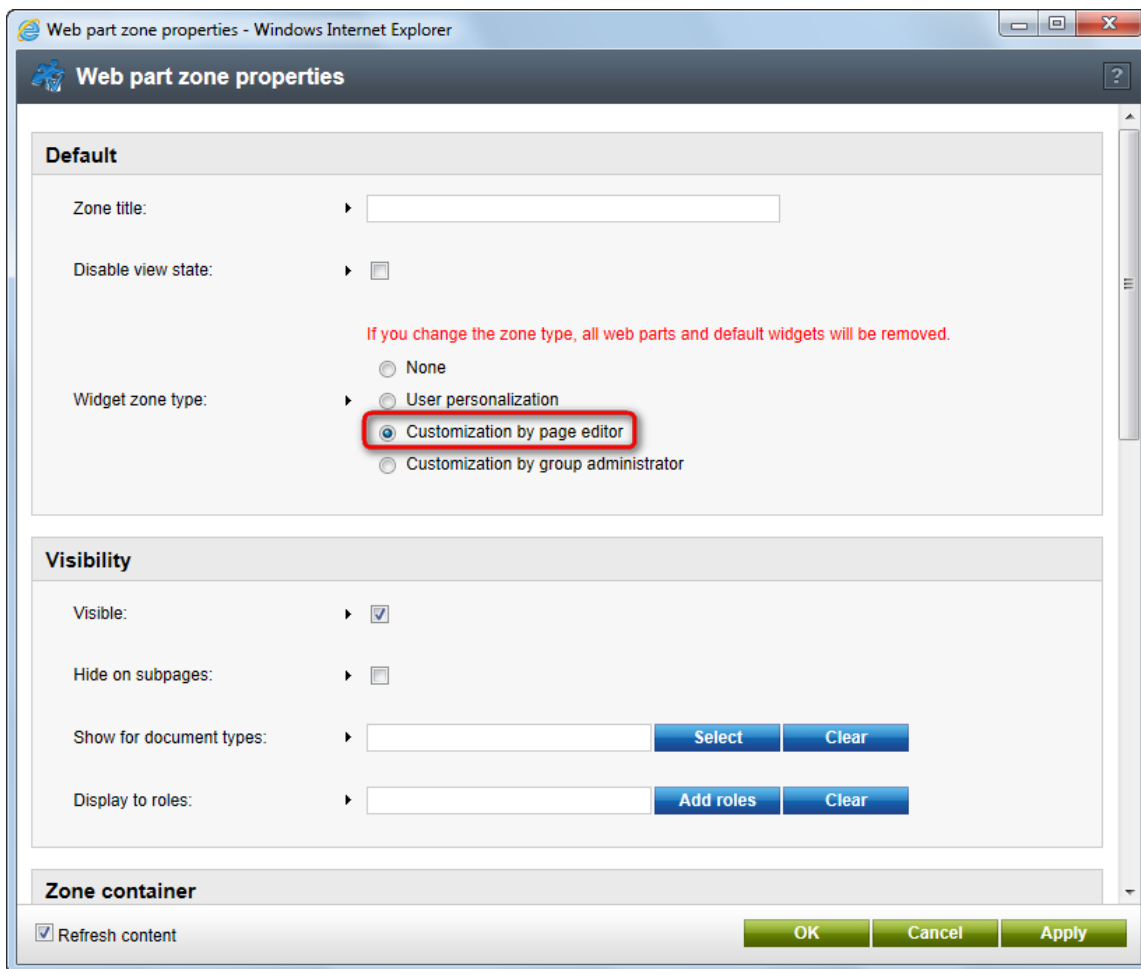 Web part zone properties - Windows Internet Explorer
Web part zone properties ?
Default
Zone title:
Disable view state:
If you change the zone type, all web parts and default widgets will be removed.
None
Widget zone type: User personalization
Customization by page editor
Customization by group administrator
Visibility
Visible:
Hide on subpages:
Show for document types: Select Clear
Display to roles: Add roles Clear
Zone container
Refresh content OK Cancel Apply